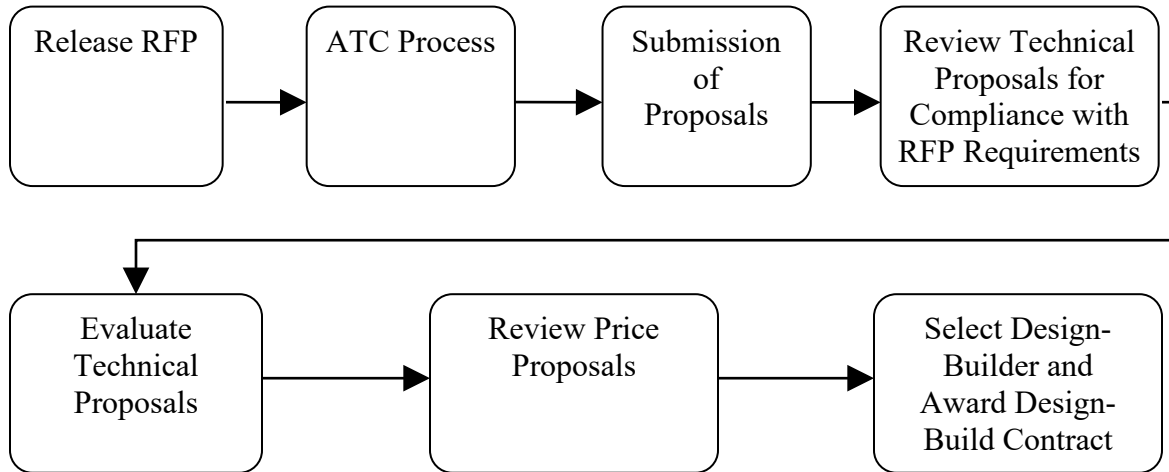 Release RFP
ATC Process
Submission
of
Proposals
Review Technical
Proposals for
Compliance with
RFP Requirements
Evaluate
Technical
Proposals
Review Price
Proposals
Select Design-
Builder and
Award Design-
Build Contract